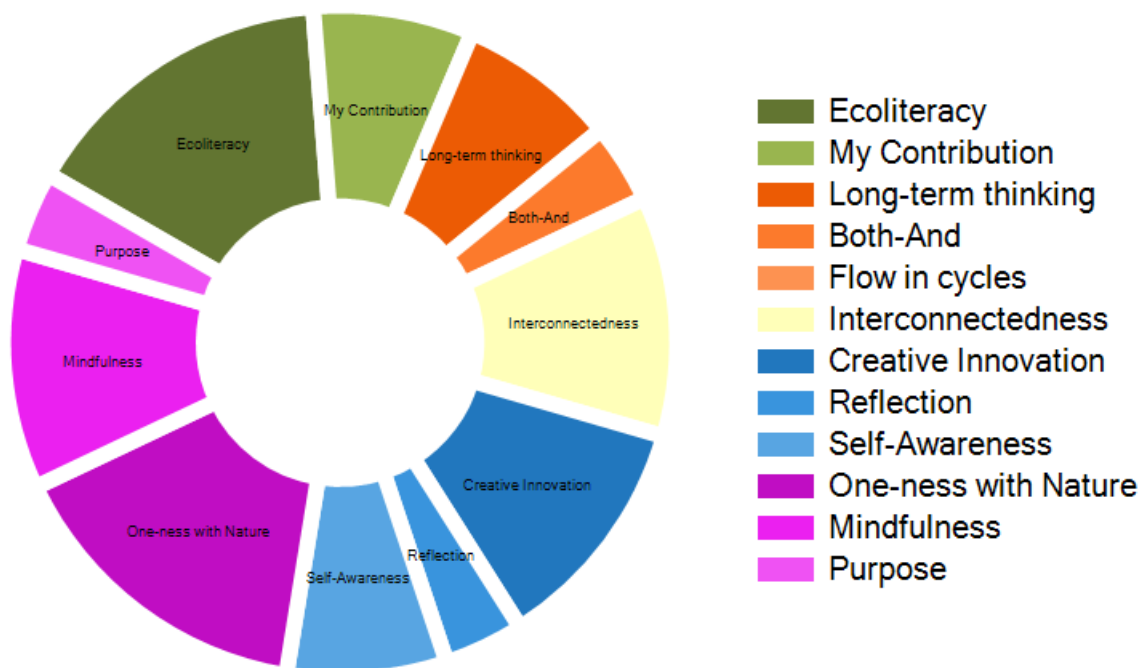 My Contribution
Ecoliteracy
Long-term thinking
Both-And
Purpose
Interconnectedness
Mindfulness
Creative Innovation
One-ness with Nature
Reflection
Self-Awareness
Ecoliteracy
My Contribution
Long-term thinking
Both-And
Flow in cycles
Interconnectedness
Creative Innovation
Reflection
Self-Awareness
One-ness with Nature
Mindfulness
Purpose